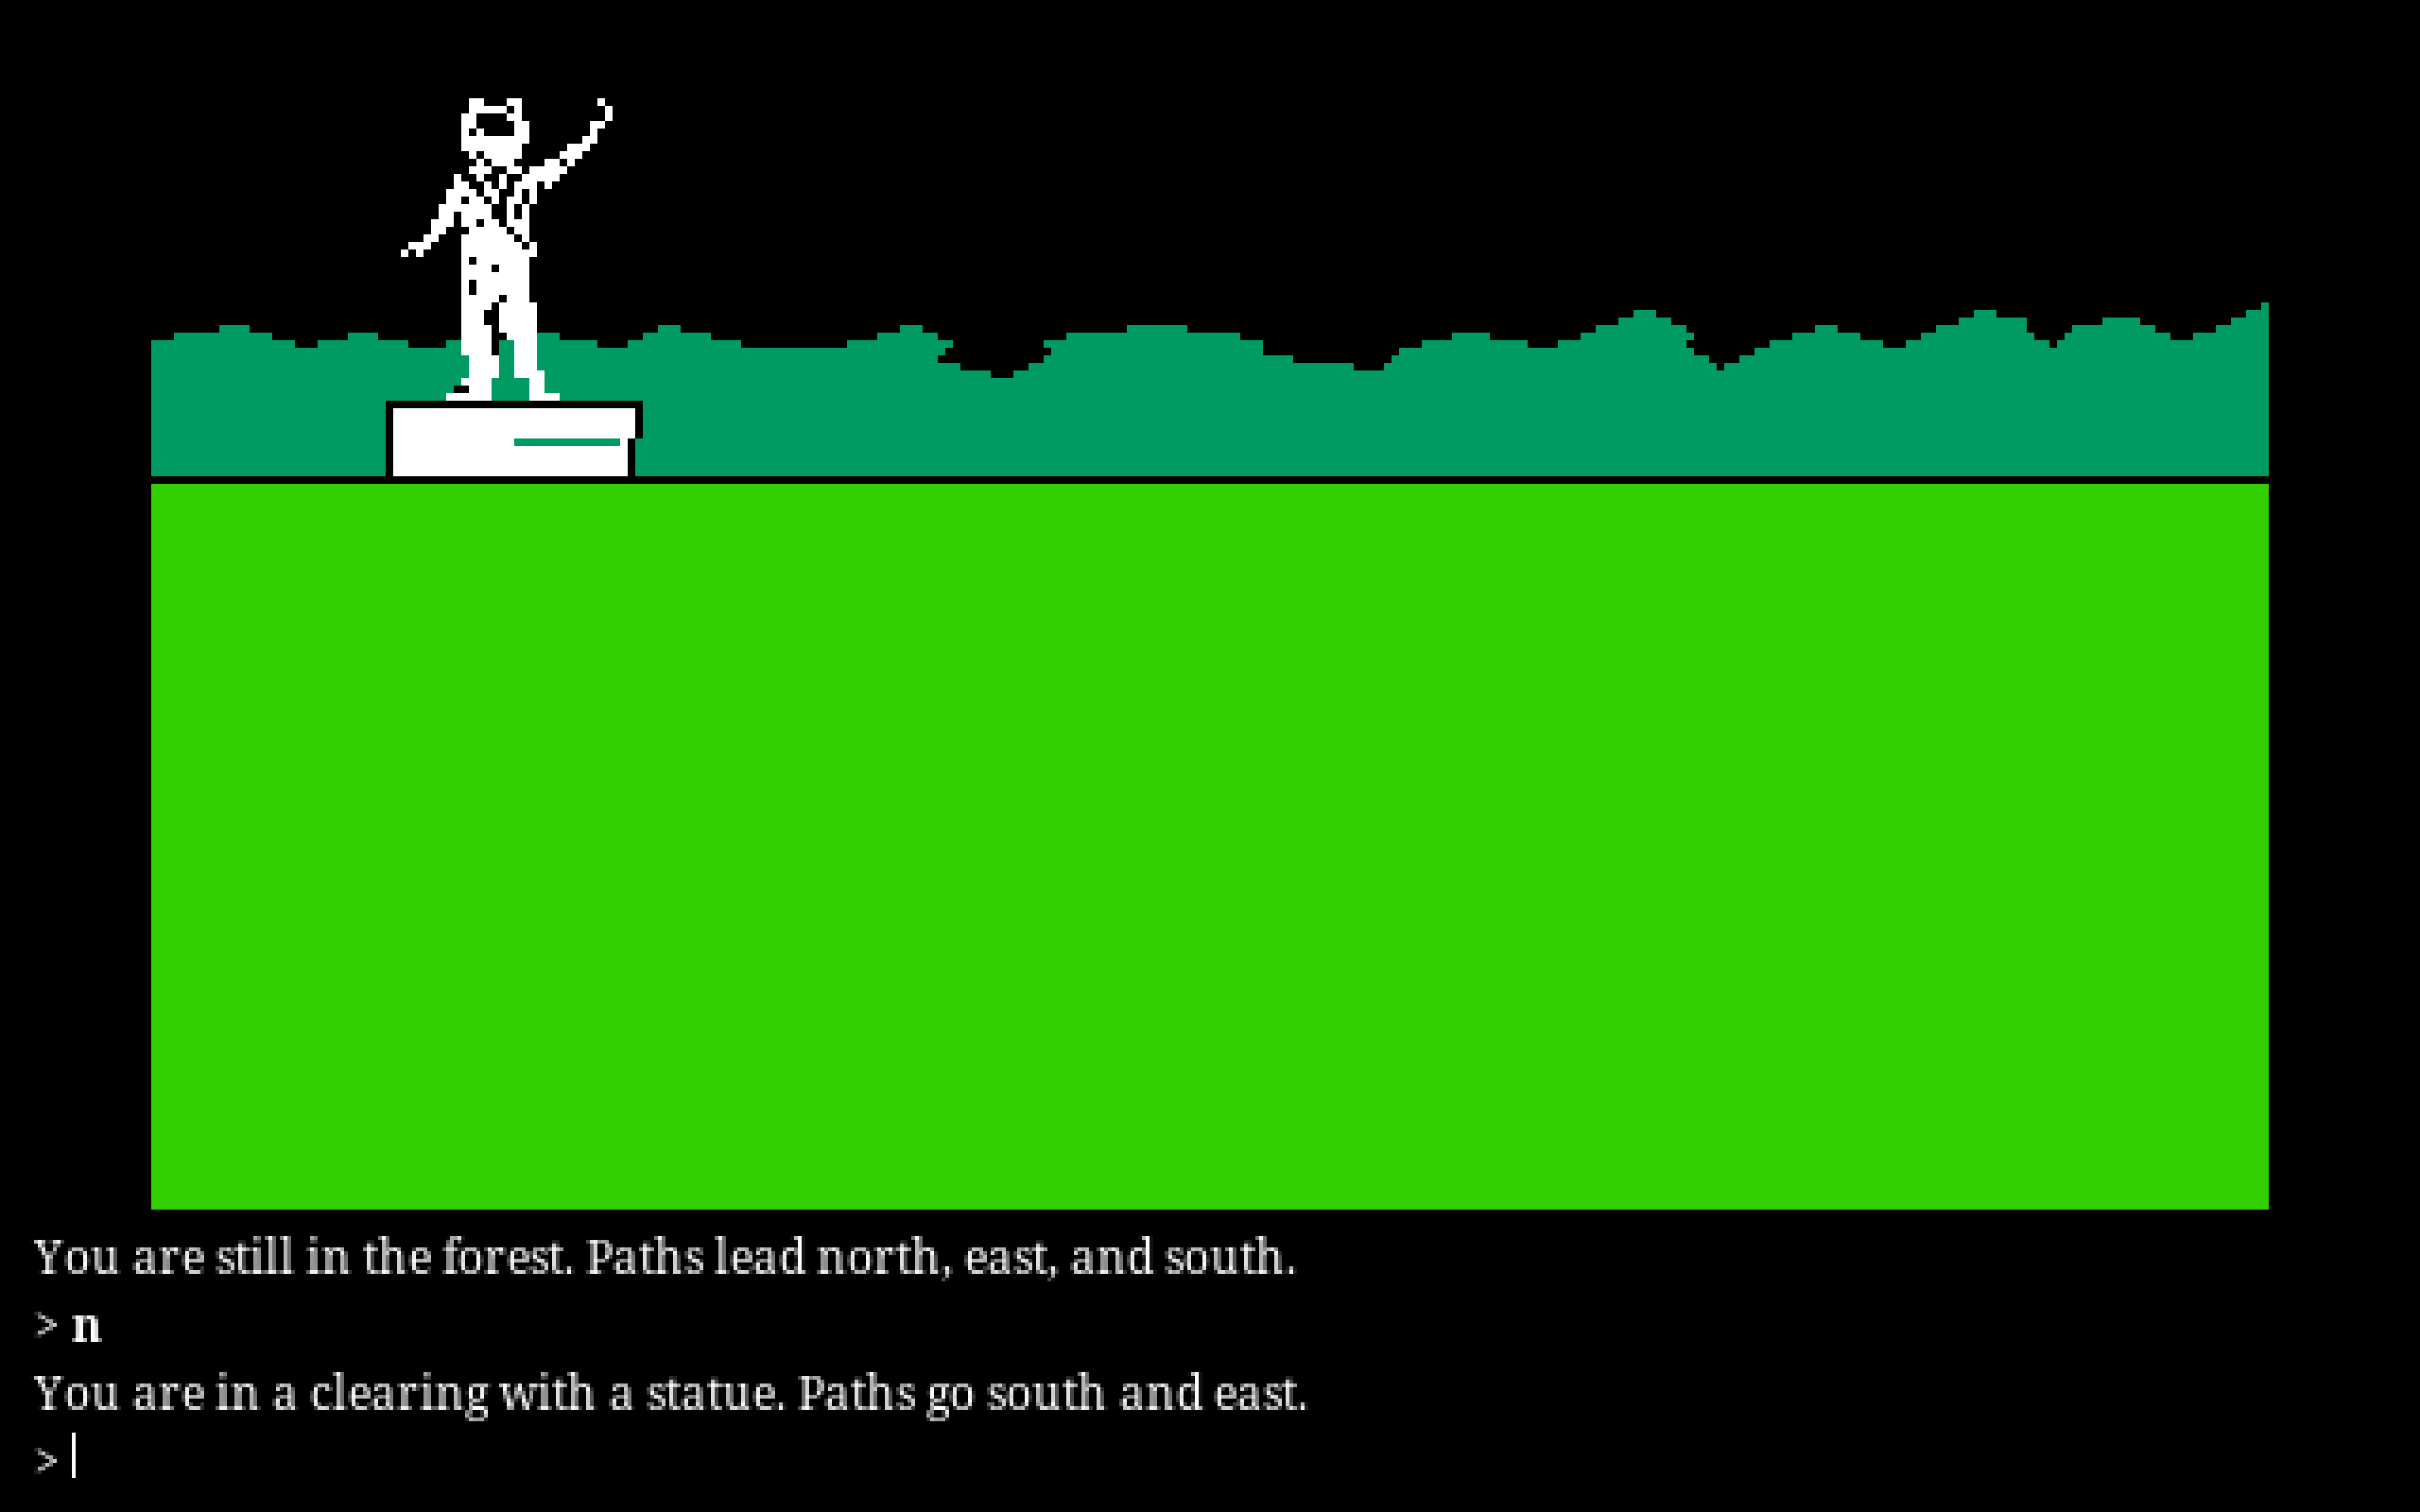 You are still in the forest. Paths lead north, east, and south.
> n
You are in a clearing with a statue. Paths go south and east.
>